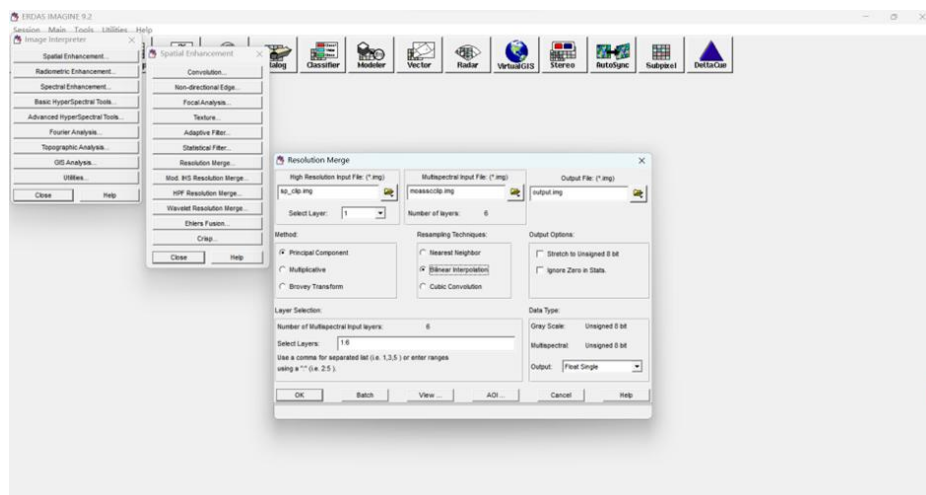 ERDAS IMAGINE 9.2
Session Main Tools Utilities Help
Classifier Modeler Vector Radar VirtualGIS Stereo AutoSync Subpixel DeltaCue
Image Interpreter
Spatial Enhancement...
Radiometric Enhancement...
Spectral Enhancement...
Basic HyperSpectral Tools...
Advanced HyperSpectral Tools...
Fourier Analysis...
Topographic Analysis...
GIS Analysis...
Utilities...
Close Help
Spatial Enhancement
Convolution...
Non-directional Edge...
Focal Analysis...
Texture...
Adaptive Filter...
Statistical Filter...
Resolution Merge...
Mod. IHS Resolution Merge...
HPF Resolution Merge...
Wavelet Resolution Merge...
Ehlers Fusion...
Crisp...
Close Help
Resolution Merge
High Resolution Input File: (*.img) Multispectral Input File: (*.img) Output File: (*.img)
sp_clip.img output.img
Select Layer: 1 Number of layers: 6
Method: Resampling Techniques: Output Options:
Principal Component Nearest Neighbor Stretch to Unsigned 8 bit
Multiplicative Bilinear Interpolation Ignore Zero in Stats.
Brovey Transform Cubic Convolution
Layer Selection: Data Type:
Number of Multispectral Input layers: 6 Gray Scale: Unsigned 8 bit
Select Layers: 1:6 Multispectral: Unsigned 8 bit
Use a comma for separated list (i.e. 1,3,5 ) or enter ranges
using a ":" (i.e. 2:5 ). Output: Float Single
OK Batch View ... AOI ... Cancel Help